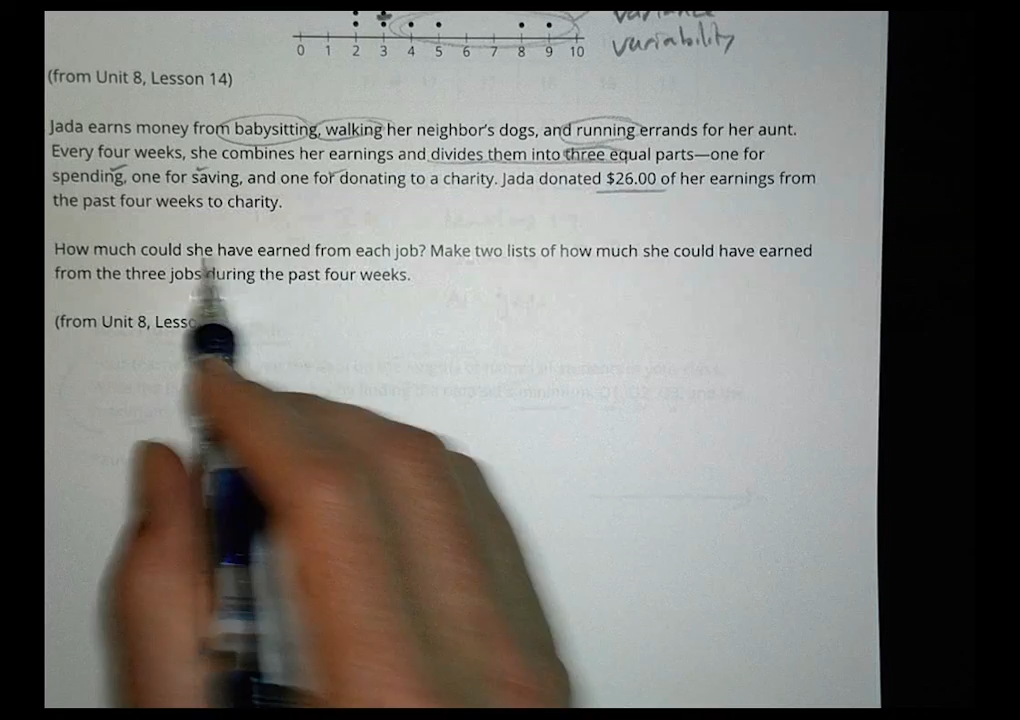 variance
variability
0 1 2 3 4 5 6 7 8 9 10
(from Unit 8, Lesson 14)
Jada earns money from babysitting, walking her neighbor's dogs, and running errands for her aunt.
Every four weeks, she combines her earnings and divides them into three equal parts—one for
spending, one for saving, and one for donating to a charity. Jada donated $26.00 of her earnings from
the past four weeks to charity.
How much could she have earned from each job? Make two lists of how much she could have earned
from the three jobs during the past four weeks.
(from Unit 8,